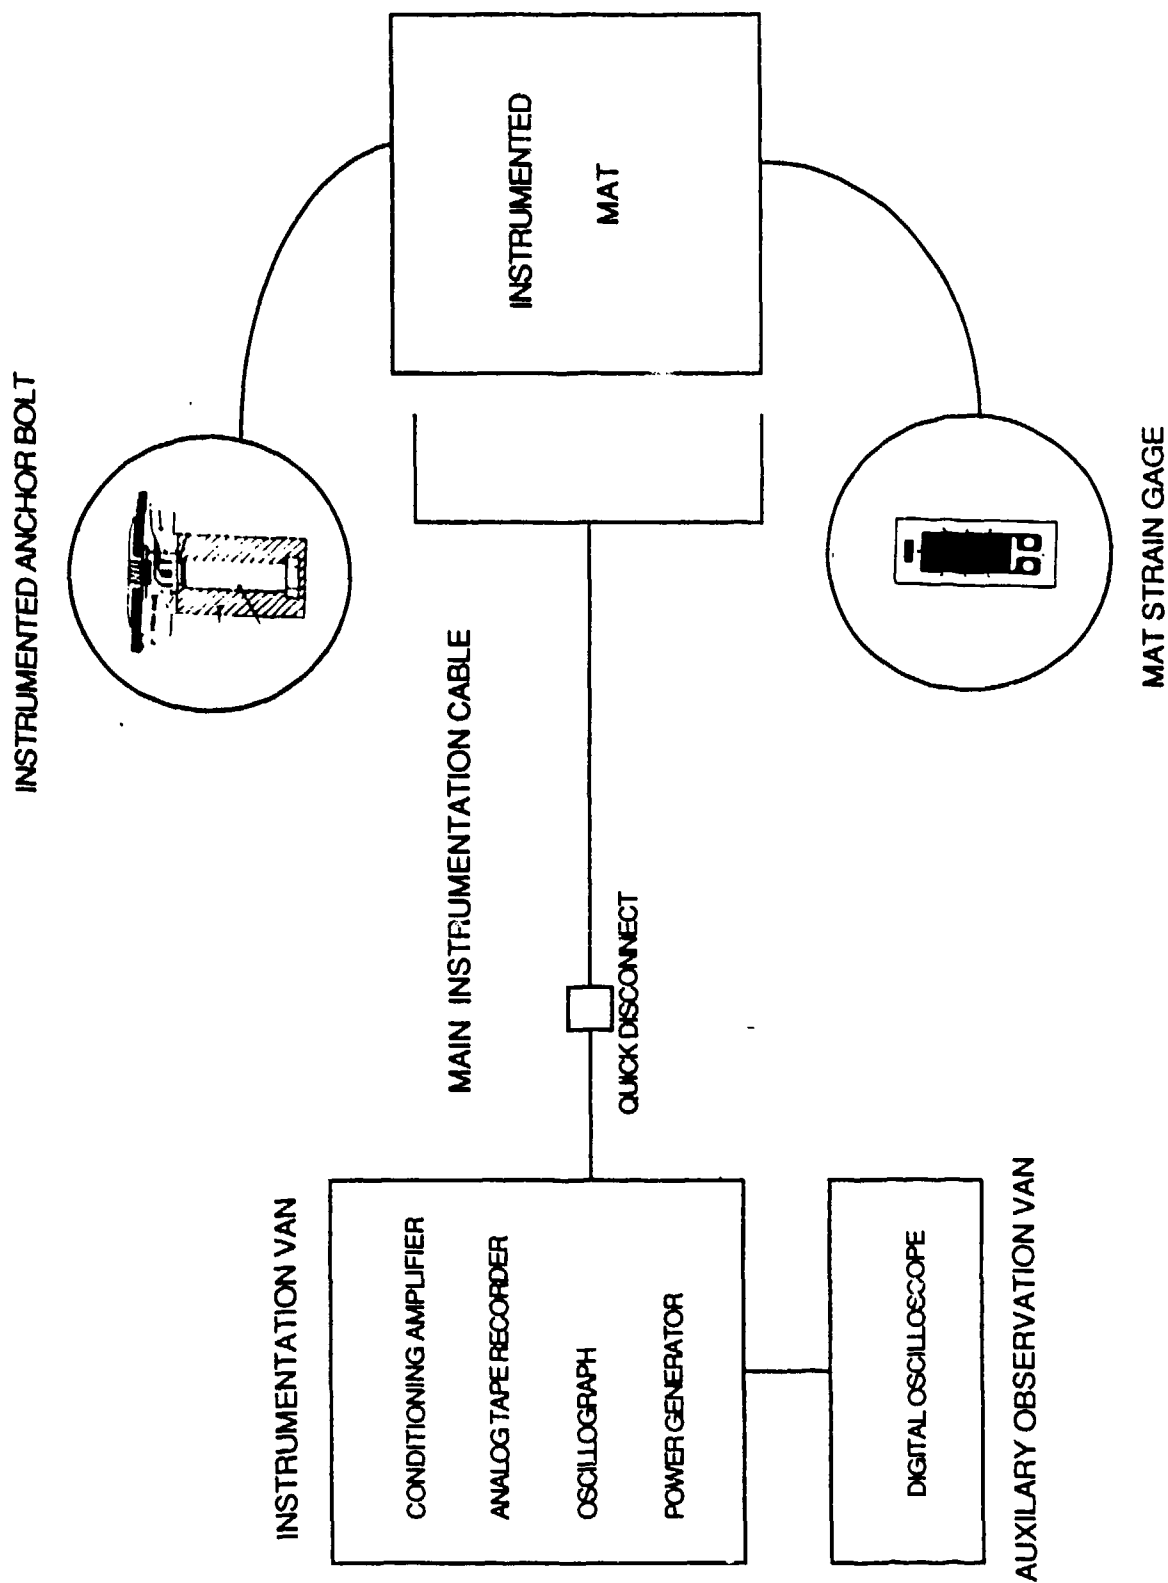 INSTRUMENTED ANCHOR BOLT
INSTRUMENTATION VAN
CONDITIONING AMPLIFIER
ANALOG TAPE RECORDER
OSCILLOGRAPH
POWER GENERATOR
MAIN INSTRUMENTATION CABLE
QUICK DISCONNECT
INSTRUMENTED
MAT
DIGITAL OSCILLOSCOPE
AUXILARY OBSERVATION VAN
MAT STRAIN GAGE